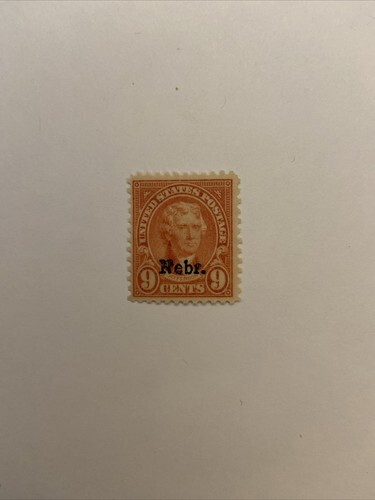 UNITED STATES POSTAGE
Nebr.
9 CENTS 9